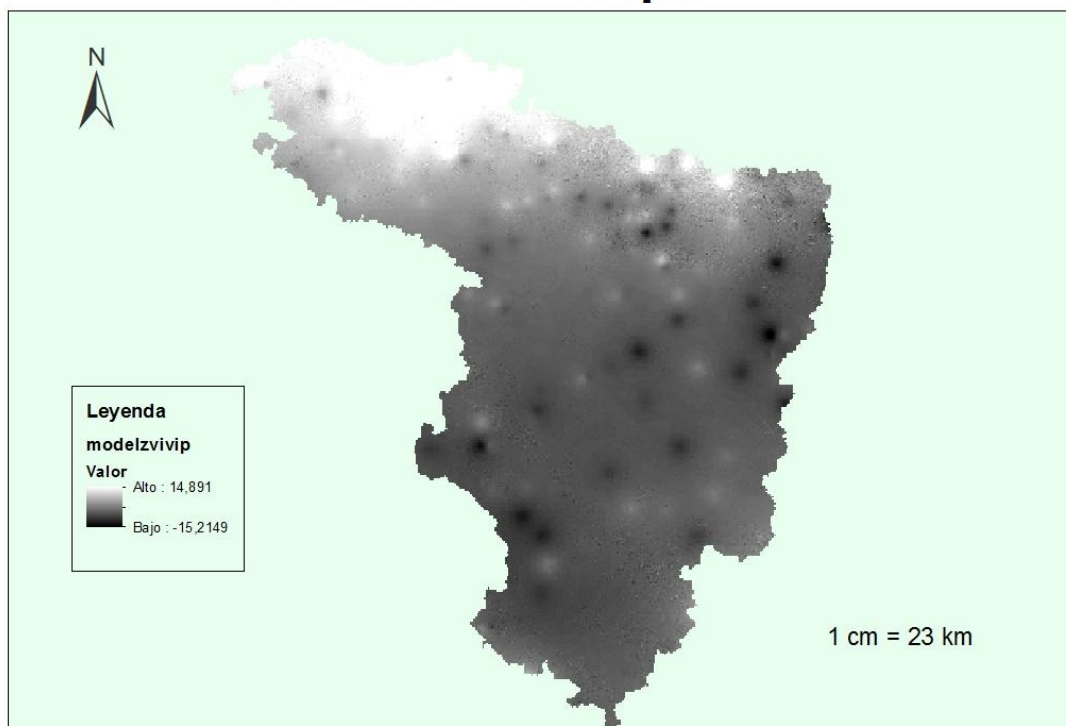 N
Leyenda
modelzvivip
Valor
Alto : 14,891
Bajo : -15,2149
1 cm = 23 km